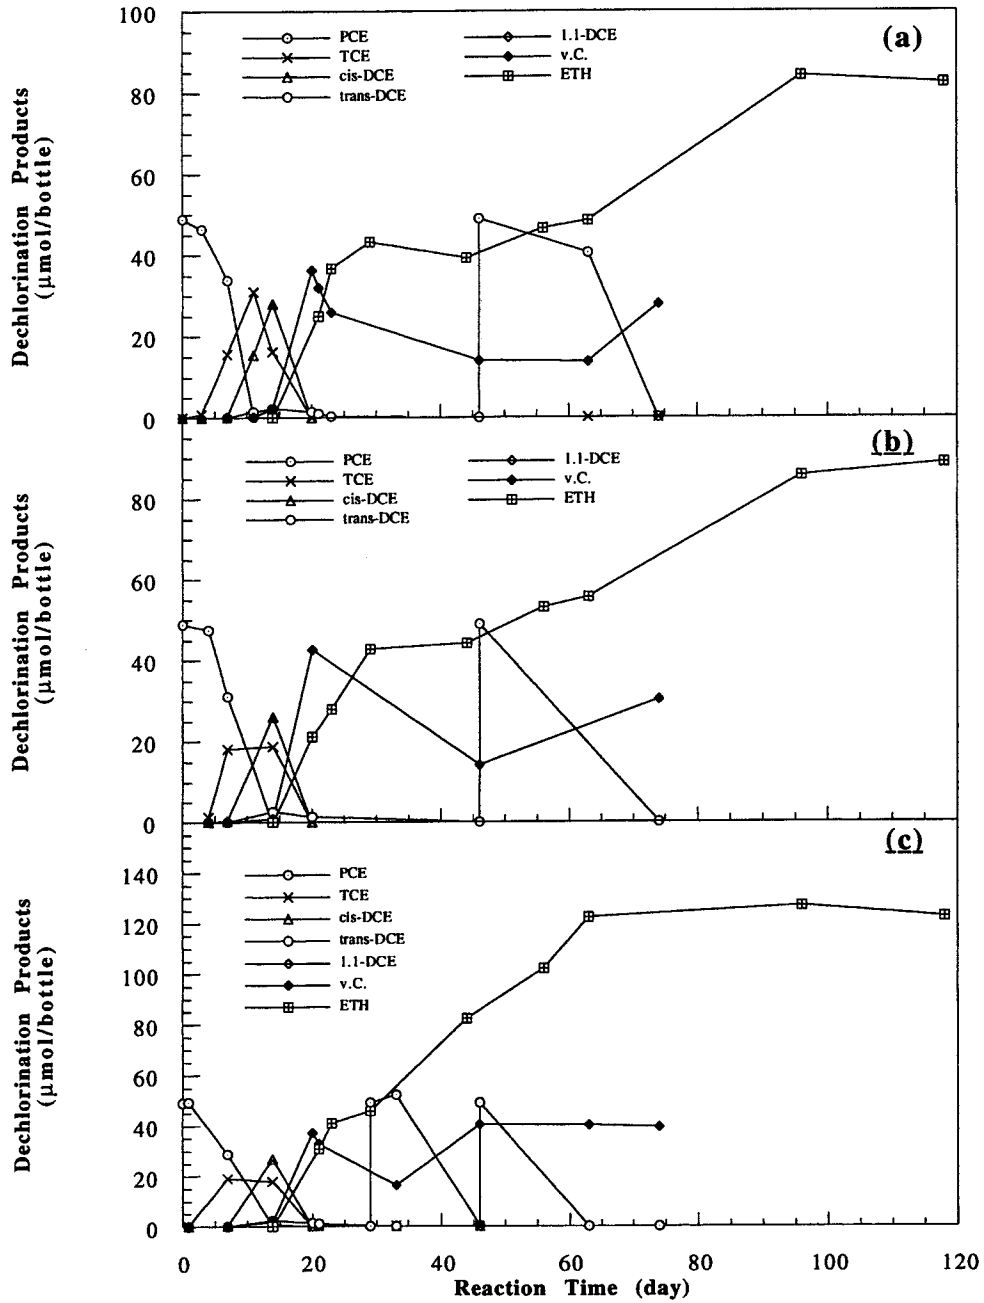 100
80
60
40
20
0
Dechlorination Products
(μmol/bottle)
(a)
PCE
TCE
cis-DCE
trans-DCE
1.1-DCE
v.C.
ETH
80
60
40
20
0
Dechlorination Products
(μmol/bottle)
(b)
PCE
TCE
cis-DCE
trans-DCE
1.1-DCE
v.C.
ETH
140
120
100
80
60
40
20
0
Dechlorination Products
(μmol/bottle)
(c)
PCE
TCE
cis-DCE
trans-DCE
1.1-DCE
v.C.
ETH
0 20 40 60 80 100 120
Reaction Time (day)